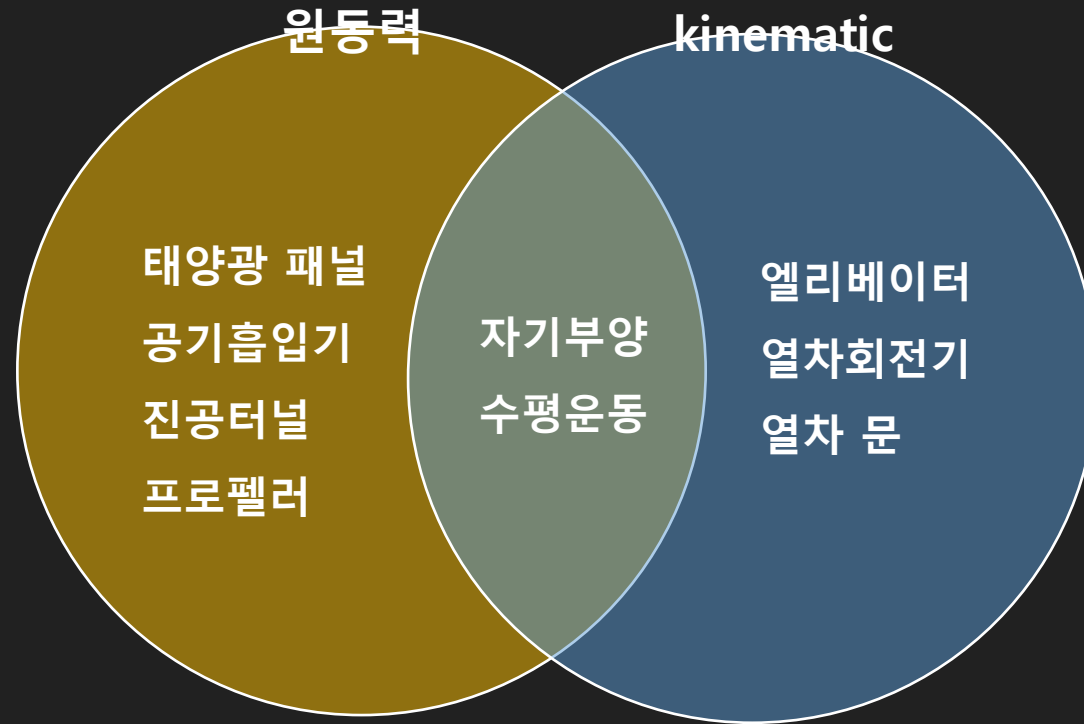 원동력
kinematic
태양광 패널
공기흡입기
진공터널
프로펠러
자기부양
수평운동
엘리베이터
열차회전기
열차 문